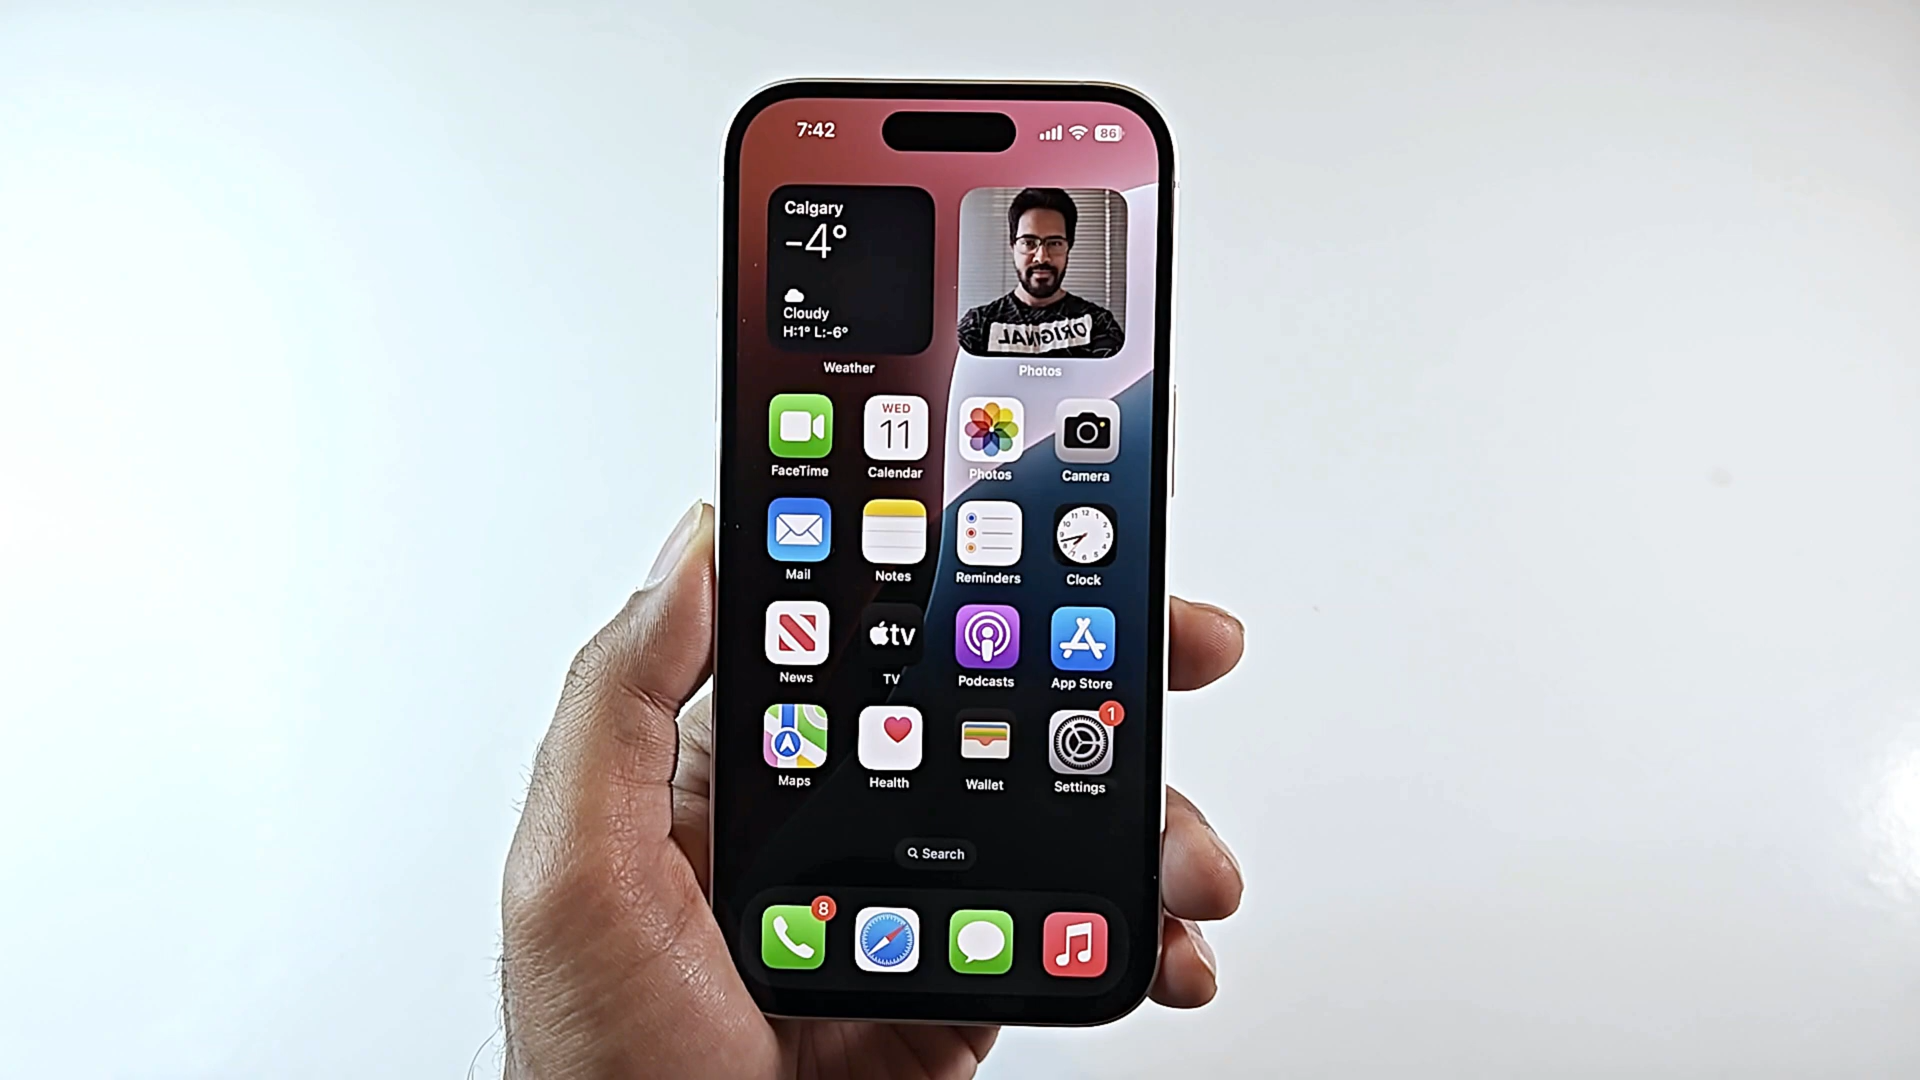 7:42
86
Calgary
-4°
Cloudy
H:1° L:-6°
Weather
ORIGINAL
Photos
WED
11
FaceTime
Calendar
Photos
Camera
Mail
Notes
Reminders
Clock
tv
News
TV
Podcasts
App Store
1
Maps
Health
Wallet
Settings
Search
8